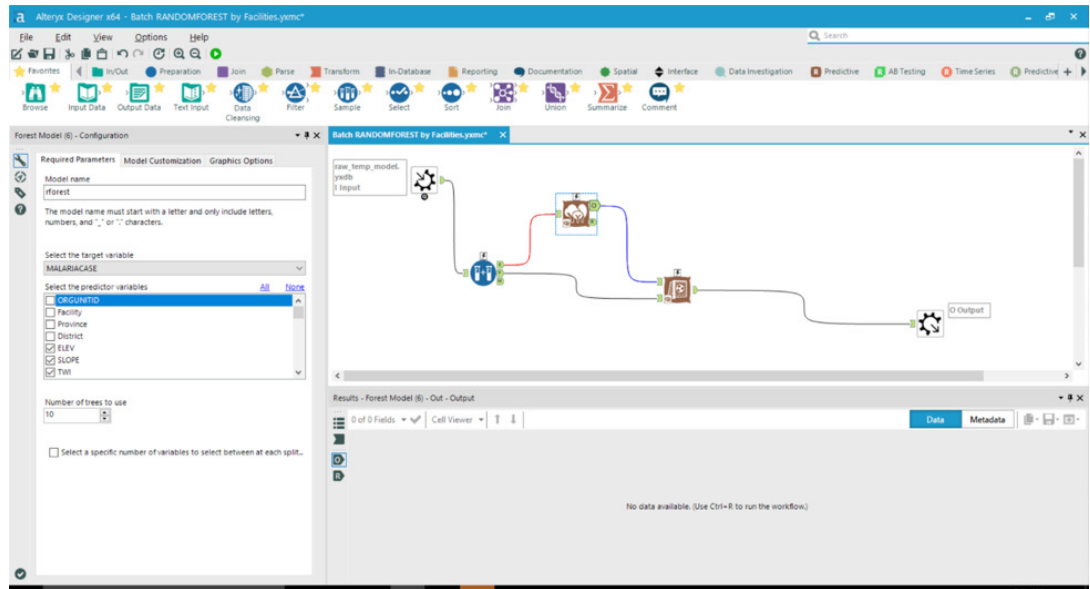 a Alteryx Designer x64 - Batch RANDOMFOREST by Facilities.yxmc*
File Edit View Options Help
Search
Favorites In/Out Preparation Join Parse Transform In-Database Reporting Documentation Spatial Interface Data Investigation Predictive AB Testing Time Series Predictive
Browse Input Data Output Data Text Input Data Cleansing Filter Sample Select Sort Join Union Summarize Comment
Forest Model (6) - Configuration
Required Parameters Model Customization Graphics Options
Model name
rforest
The model name must start with a letter and only include letters,
numbers, and "_" or "." characters.
Select the target variable
MALARIACASE
Select the predictor variables All None
ORGUNITID
Facility
Province
District
ELEV
SLOPE
TWI
Number of trees to use
10
Select a specific number of variables to select between at each split...
Batch RANDOMFOREST by Facilities.yxmc* X
raw_temp_model.
yxdb
I Input
O Output
Results - Forest Model (6) - Out - Output
0 of 0 Fields Cell Viewer Data Metadata
O
R
No data available. (Use Ctrl+R to run the workflow.)